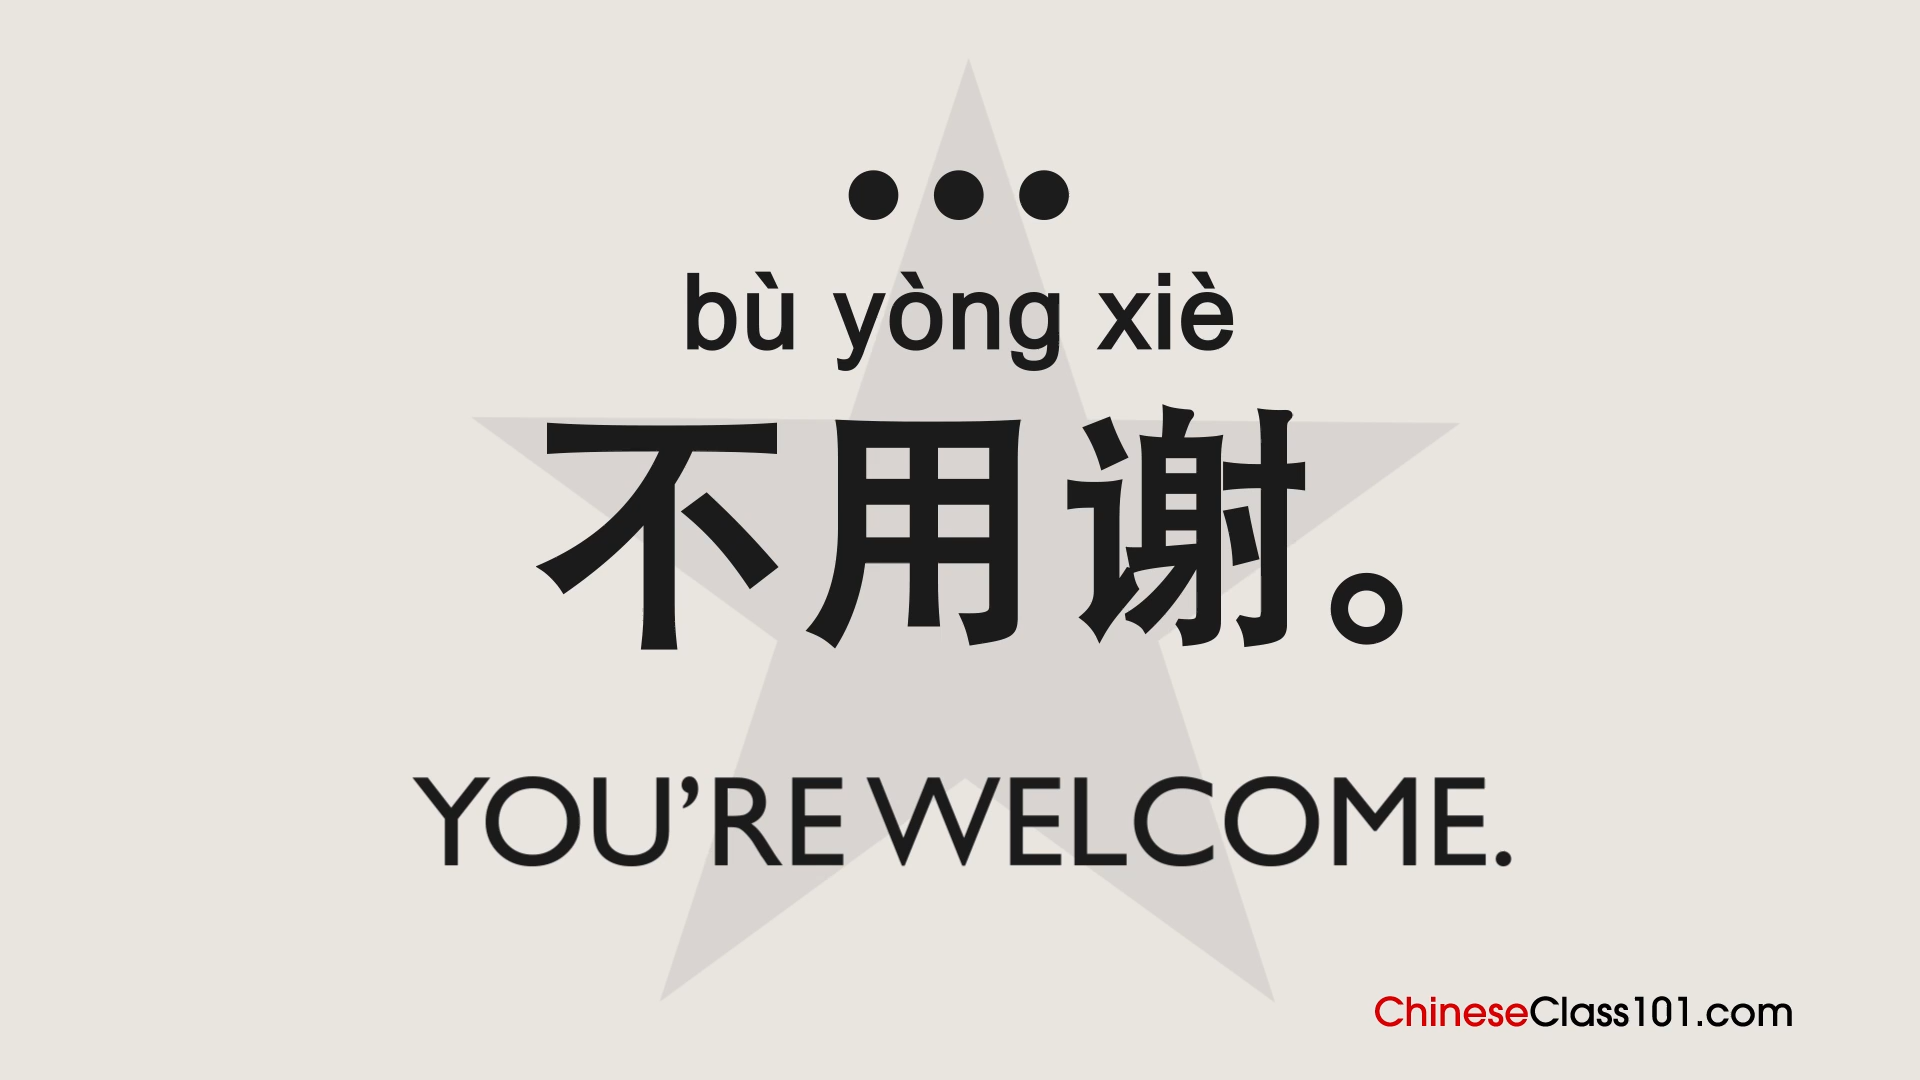 •••
bù yòng xiè
不用谢。
YOU’RE WELCOME.
ChineseClass101.com